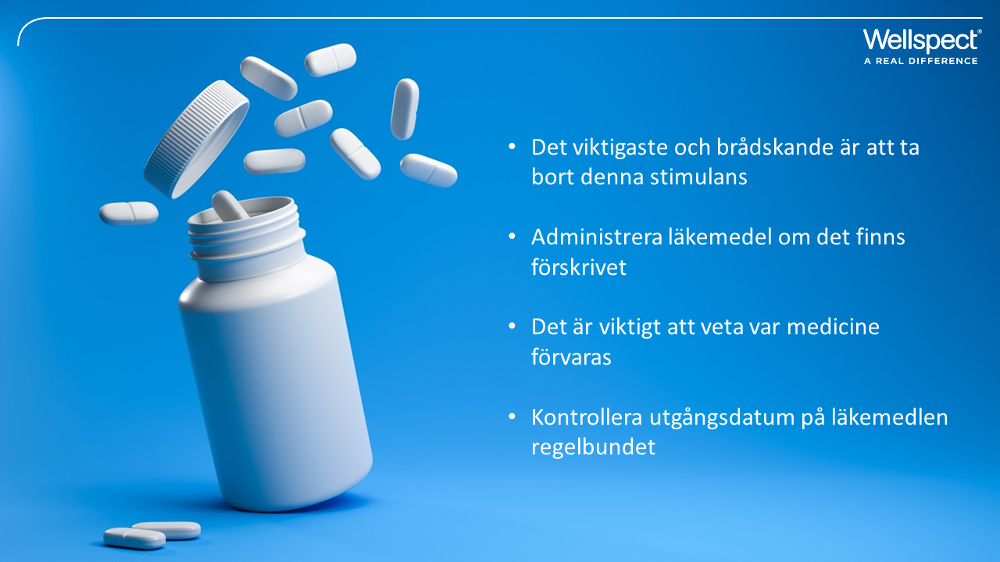 Wellspect®
A REAL DIFFERENCE
• Det viktigaste och brådskande är att ta
bort denna stimulans
• Administrera läkemedel om det finns
förskrivet
• Det är viktigt att veta var medicine
förvaras
• Kontrollera utgångsdatum på läkemedlen
regelbundet